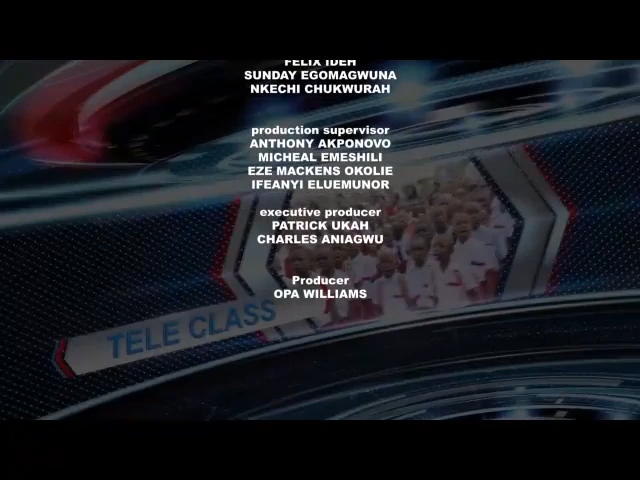 FELIX IDEH
SUNDAY EGOMAGWUNA
NKECHI CHUKWURAH
production supervisor
ANTHONY AKPONOVO
MICHEAL EMESHILI
EZE MACKENS OKOLIE
IFEANYI ELUEMUNOR
executive producer
PATRICK UKAH
CHARLES ANIAGWU
Producer
OPA WILLIAMS
TELE CLASS